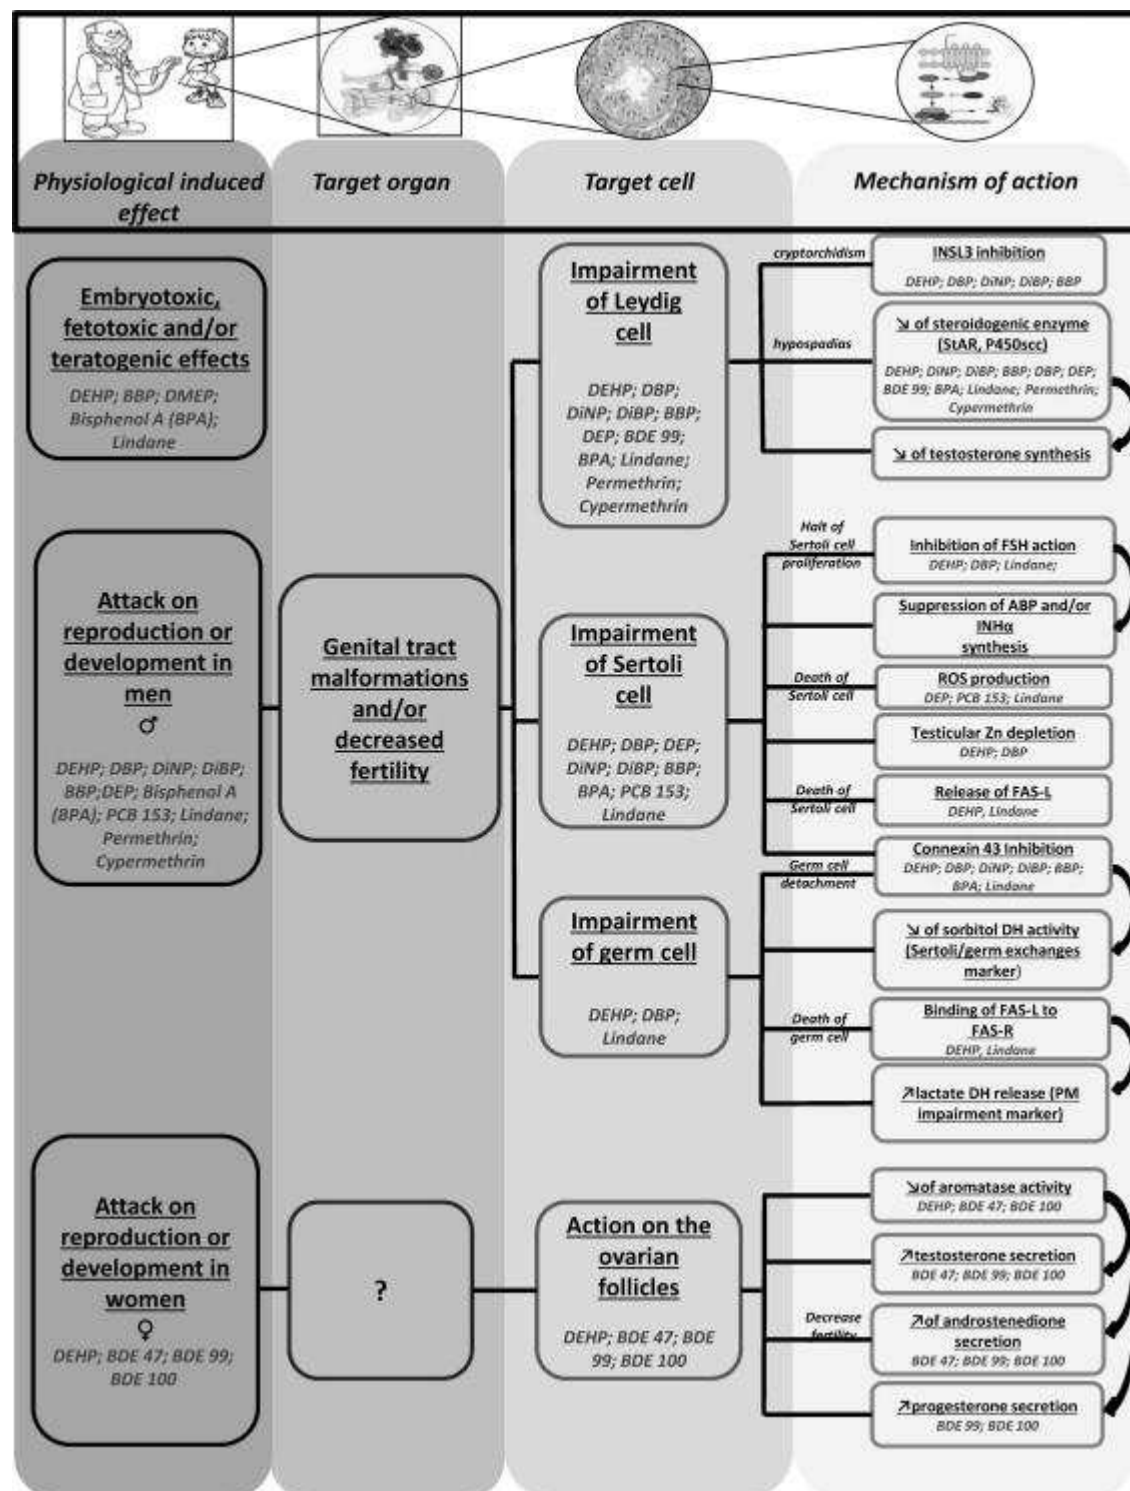 Physiological induced
effect
Target organ
Target cell
Mechanism of action
Embryotoxic,
fetotoxic and/or
teratogenic effects
DEHP; BBP; DMEP;
Bisphenol A (BPA);
Lindane
Attack on
reproduction or
development in
men
♂
DEHP; DBP; DiNP; DiBP;
BBP;DEP; Bisphenol A
(BPA); PCB 153; Lindane;
Permethrin;
Cypermethrin
Genital tract
malformations
and/or
decreased
fertility
Impairment
of Leydig
cell
DEHP; DBP;
DiNP; DiBP; BBP;
DEP; BDE 99;
BPA; Lindane;
Permethrin;
Cypermethrin
cryptorchidism
INSL3 inhibition
DEHP; DBP; DiNP; DiBP; BBP
hypospadias
↘ of steroidogenic enzyme
(StAR, P450scc)
DEHP; DiNP; DiBP; BBP; DBP; DEP;
BDE 99; BPA; Lindane; Permethrin;
Cypermethrin
↘ of testosterone synthesis
Impairment
of Sertoli
cell
DEHP; DBP; DEP;
DiNP; DiBP; BBP;
BPA; PCB 153;
Lindane
Halt of
Sertoli cell
proliferation
Inhibition of FSH action
DEHP; DBP; Lindane;
Suppression of ABP and/or
INHα
synthesis
Death of
Sertoli cell
ROS production
DEP; PCB 153; Lindane
Testicular Zn depletion
DEHP; DBP
Death of
Sertoli cell
Release of FAS-L
DEHP, Lindane
Germ cell
detachment
Connexin 43 Inhibition
DEHP; DBP; DiNP; DiBP; BBP;
BPA; Lindane
Impairment
of germ cell
DEHP; DBP;
Lindane
↘ of sorbitol DH activity
(Sertoli/germ exchanges
marker)
Death of
germ cell
Binding of FAS-L to
FAS-R
DEHP, Lindane
↗lactate DH release (PM
impairment marker)
Attack on
reproduction or
development in
women
♀
DEHP; BDE 47; BDE 99;
BDE 100
?
Action on the
ovarian
follicles
DEHP; BDE 47; BDE
99; BDE 100
↘of aromatase activity
DEHP; BDE 47; BDE 100
↗testosterone secretion
BDE 47; BDE 99; BDE 100
Decrease
fertility
↗of androstenedione
secretion
BDE 47; BDE 99; BDE 100
↗progesterone secretion
BDE 99; BDE 100